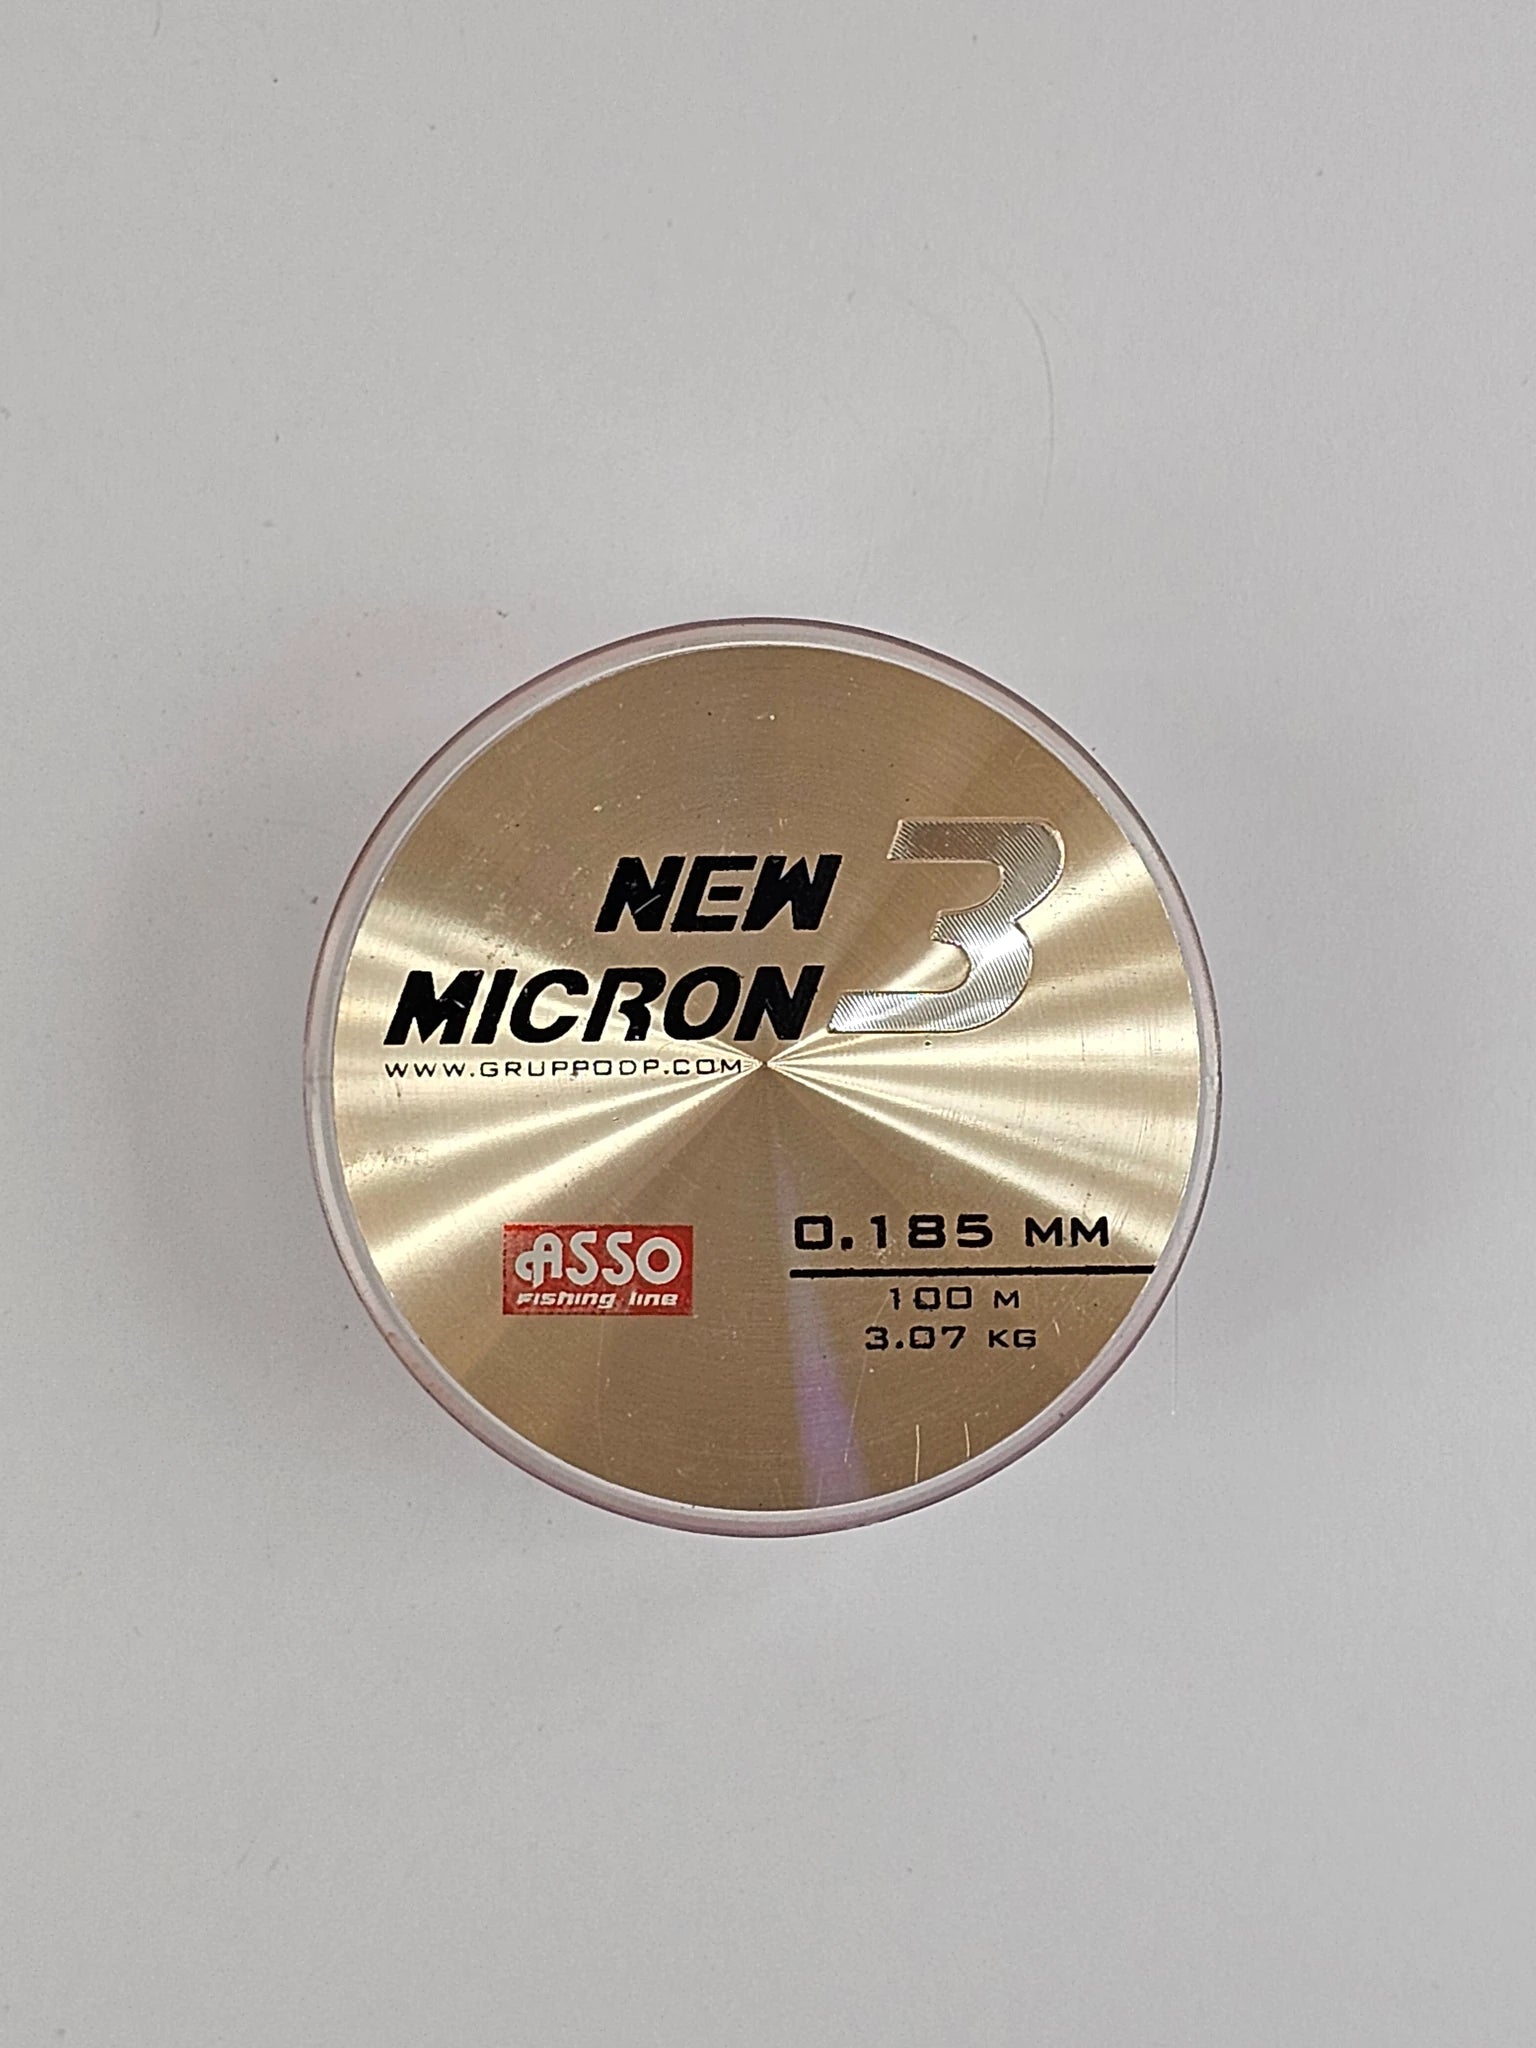 NEW 3
MICRON
WWW.GRUPPODP.COM
ASSO
FISHING LINE
0.185 MM
100 M
3.07 KG